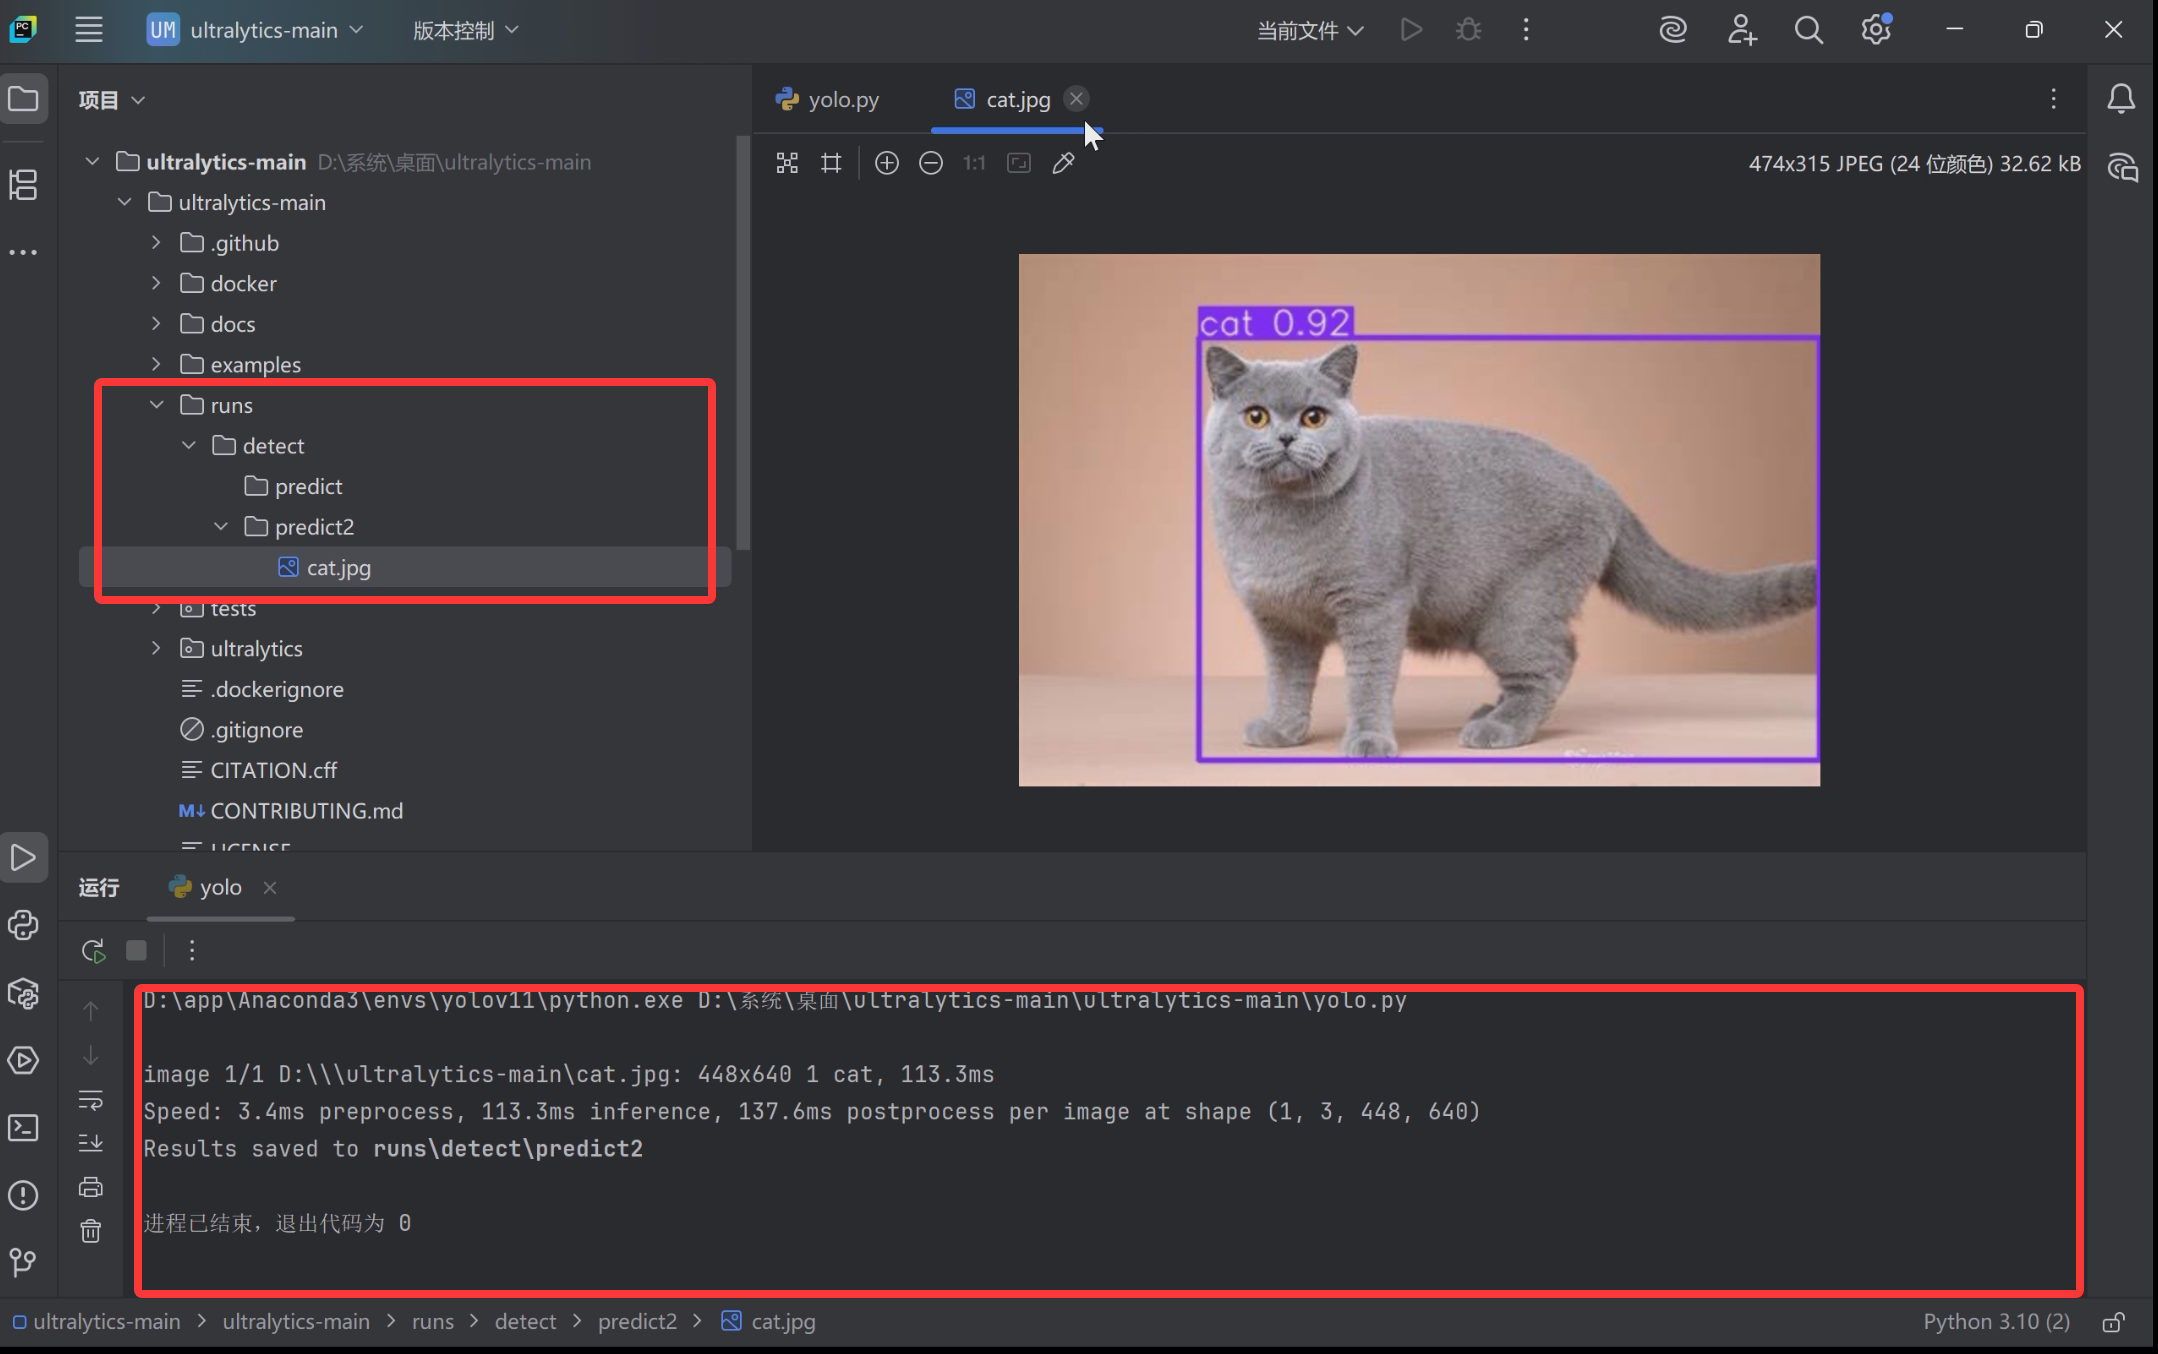 UM ultralytics-main 版本控制 当前文件
项目
ultralytics-main D:\系统\桌面\ultralytics-main
ultralytics-main
.github
docker
docs
examples
runs
detect
predict
predict2
cat.jpg
tests
ultralytics
.dockerignore
.gitignore
CITATION.cff
CONTRIBUTING.md
LICENSE
yolo.py cat.jpg
1:1 474x315 JPEG (24 位颜色) 32.62 kB
cat 0.92
运行 yolo
D:\app\Anaconda3\envs\yolov11\python.exe D:\系统\桌面\ultralytics-main\ultralytics-main\yolo.py
image 1/1 D:\\\ultralytics-main\cat.jpg: 448x640 1 cat, 113.3ms
Speed: 3.4ms preprocess, 113.3ms inference, 137.6ms postprocess per image at shape (1, 3, 448, 640)
Results saved to runs\detect\predict2
进程已结束，退出代码为 0
ultralytics-main > ultralytics-main > runs > detect > predict2 > cat.jpg Python 3.10 (2)